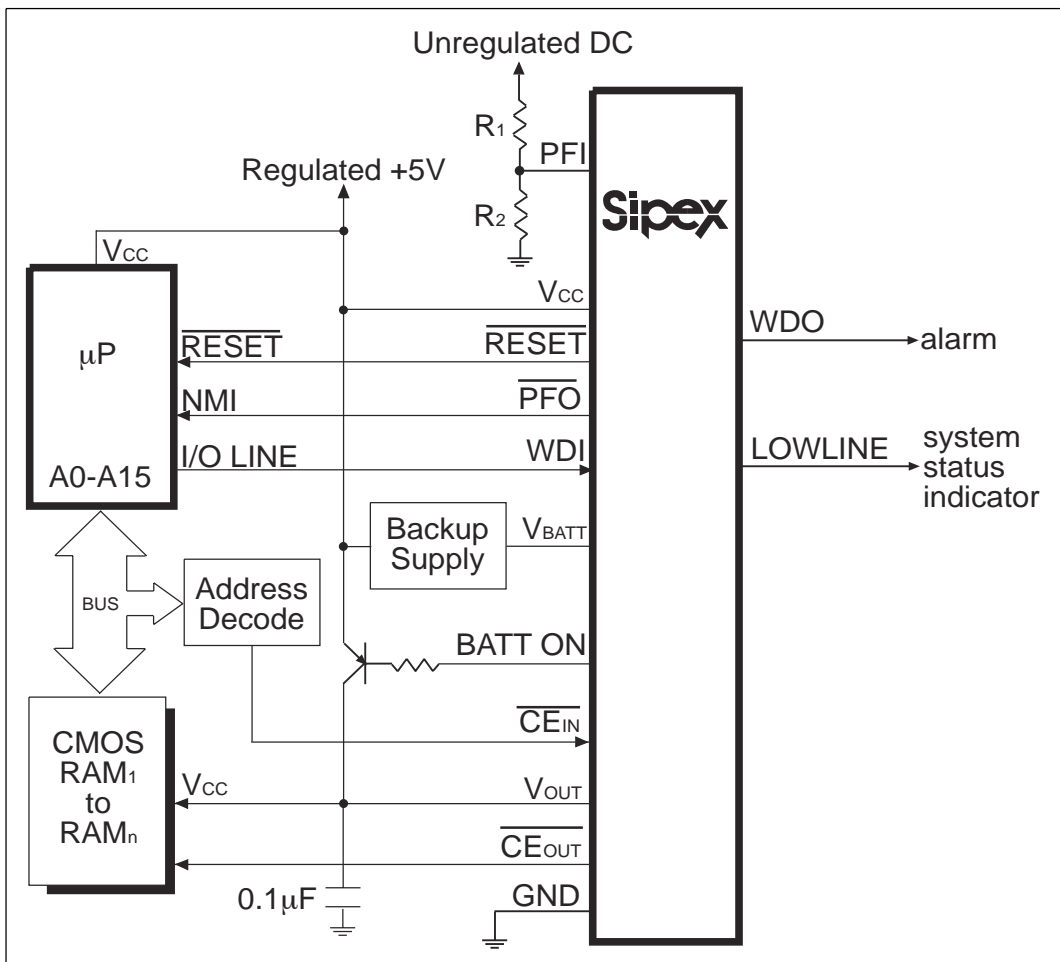 Unregulated DC
R1
PFI
Regulated +5V
R2
Sipex
VCC
VCC
μP
RESET
RESET
WDO
alarm
NMI
PFO
I/O LINE
WDI
A0-A15
LOWLINE
system
status
indicator
Backup
Supply
VBATT
BUS
Address
Decode
BATT ON
CEIN
CMOS
RAM1
to
RAMn
VCC
VOUT
CEOUT
0.1μF
GND